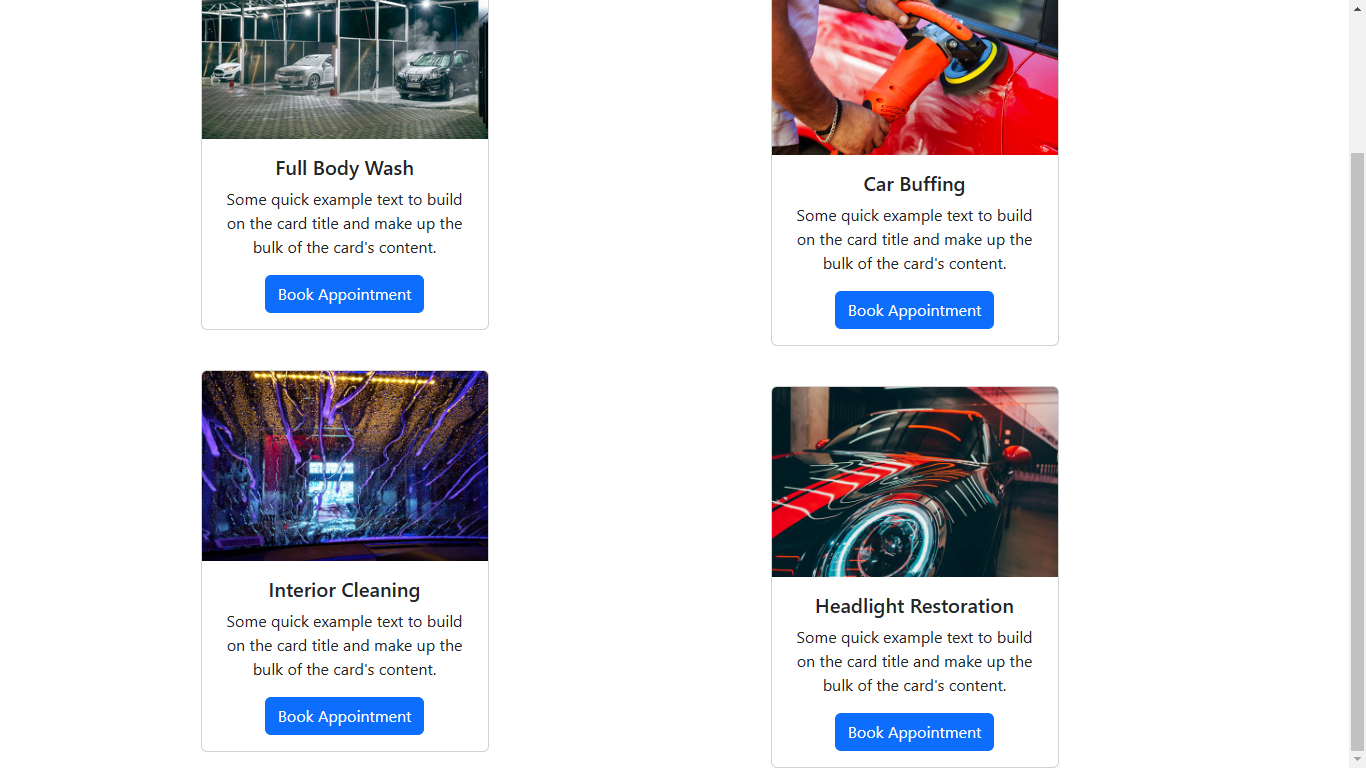 Full Body Wash
Some quick example text to build
on the card title and make up the
bulk of the card's content.
Book Appointment
Car Buffing
Some quick example text to build
on the card title and make up the
bulk of the card's content.
Book Appointment
Interior Cleaning
Some quick example text to build
on the card title and make up the
bulk of the card's content.
Book Appointment
Headlight Restoration
Some quick example text to build
on the card title and make up the
bulk of the card's content.
Book Appointment